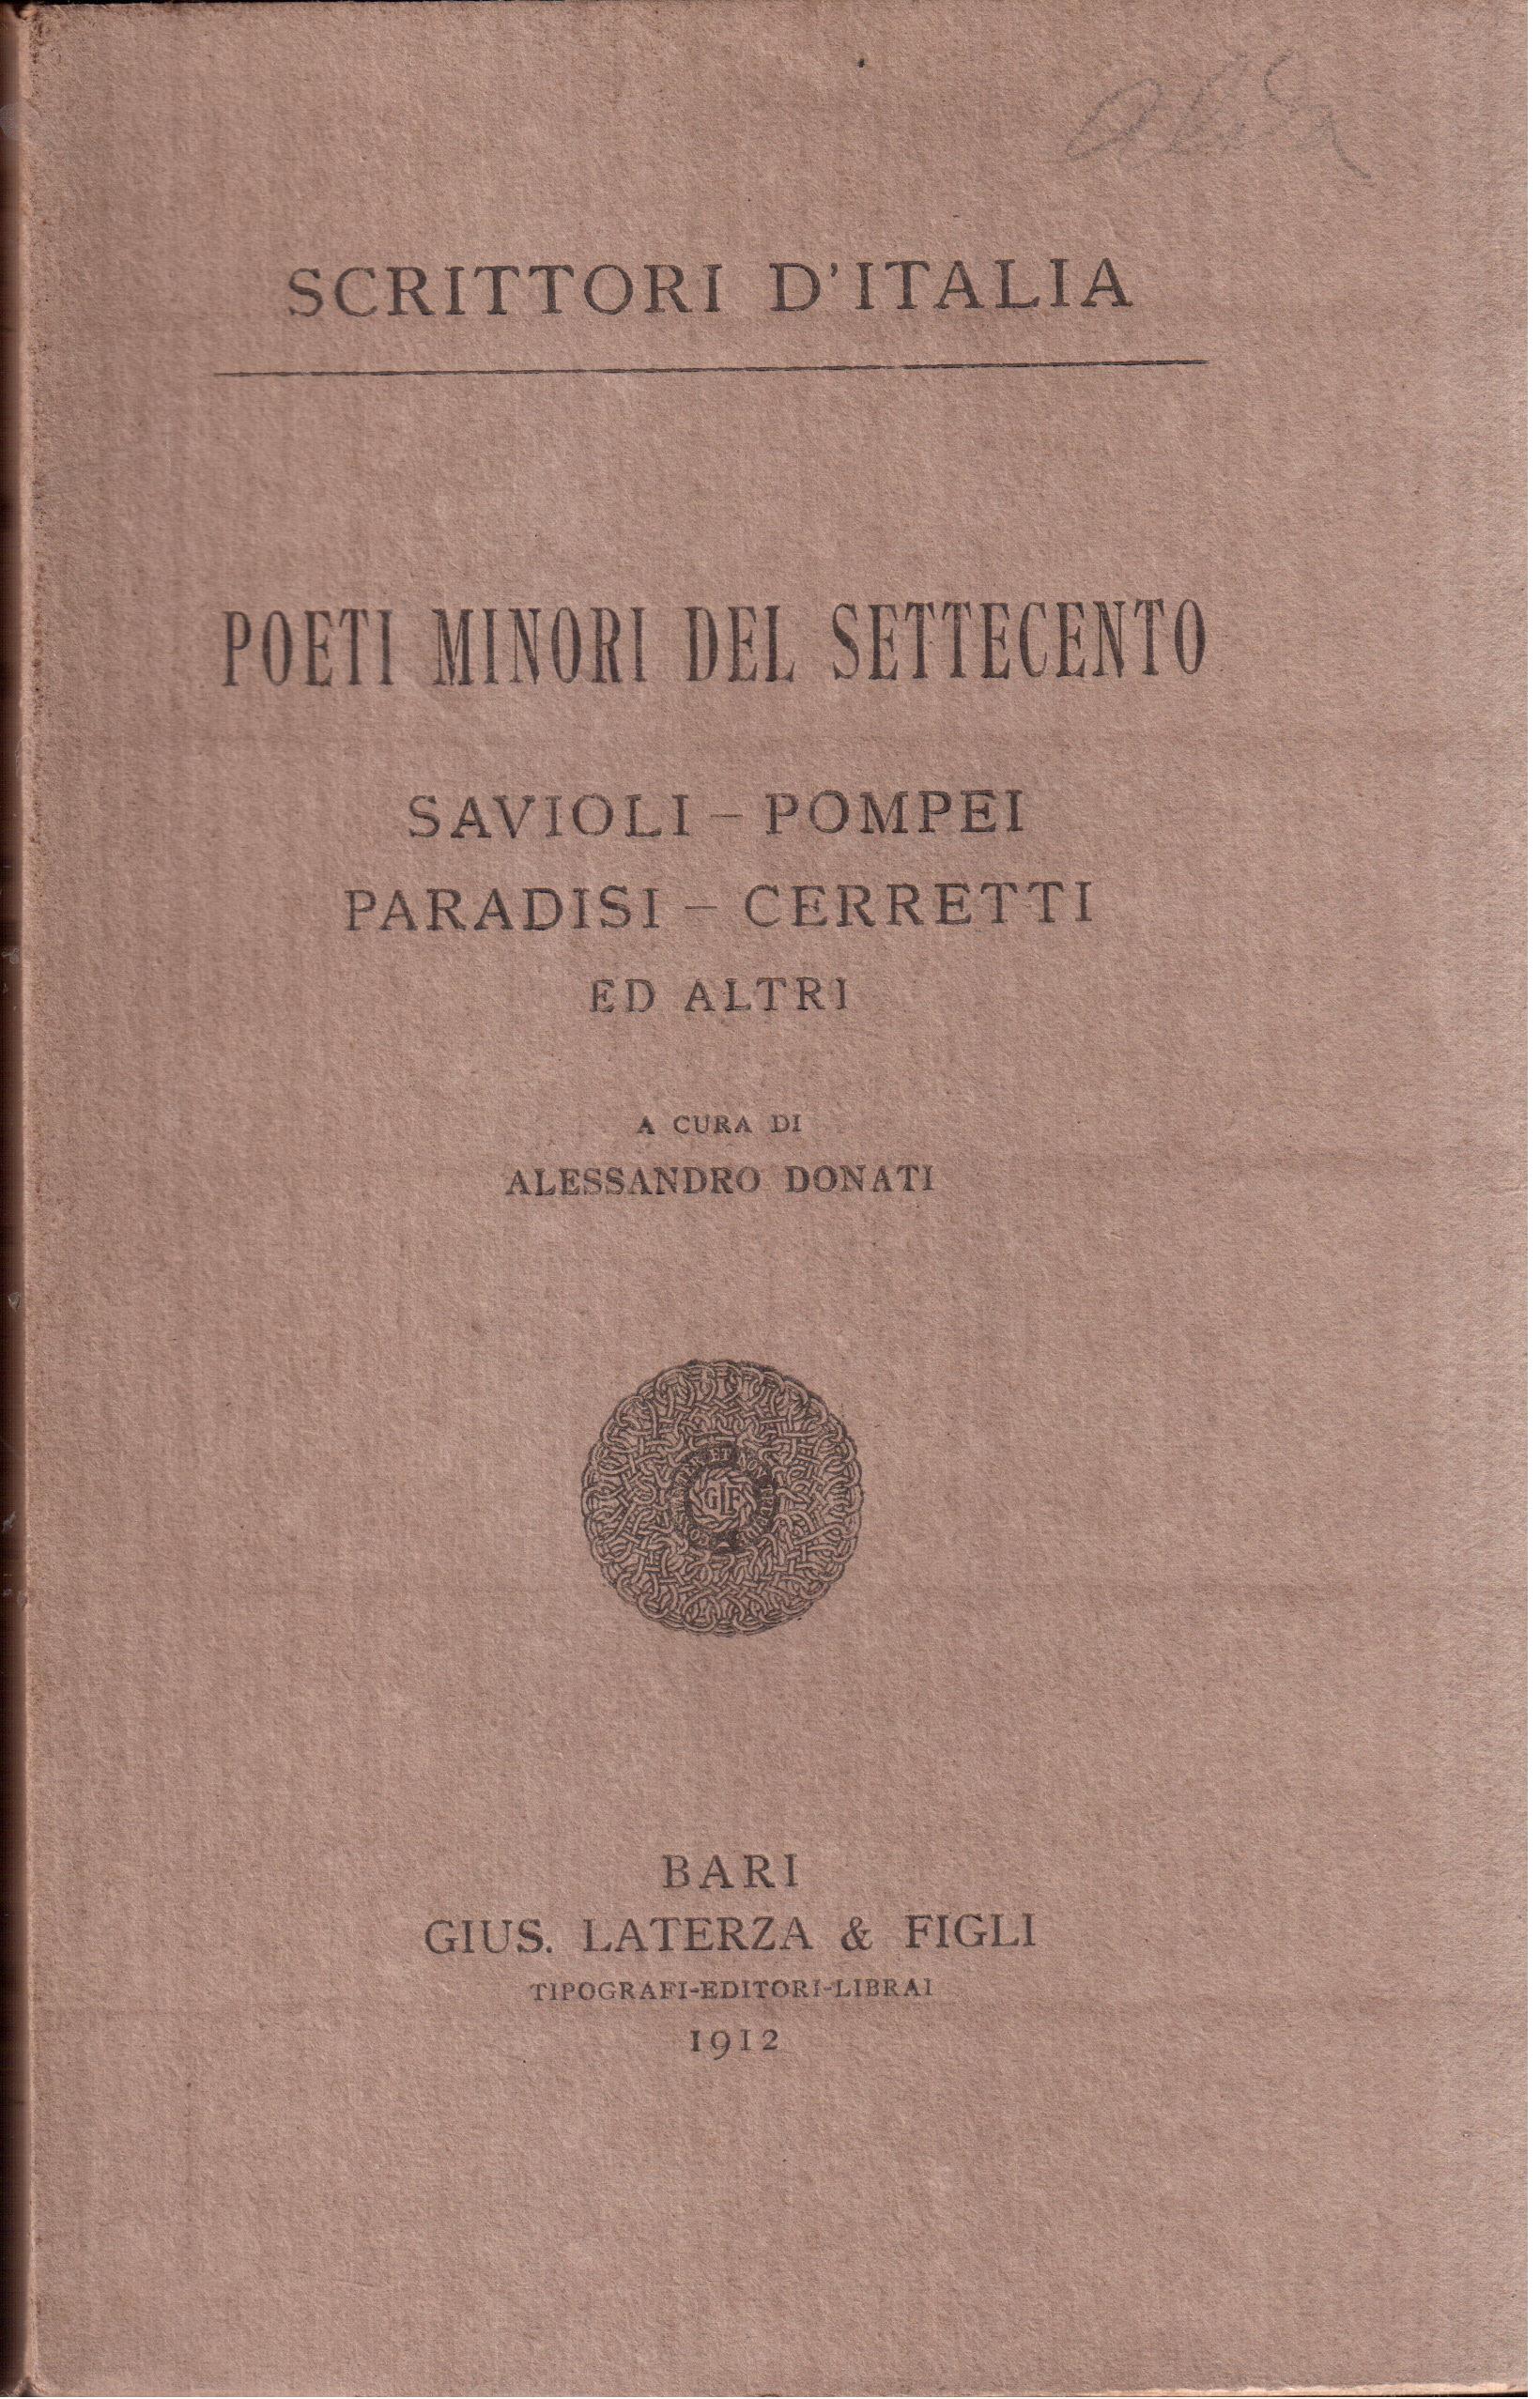 SCRITTORI D'ITALIA
POETI MINORI DEL SETTECENTO
SAVIOLI – POMPEI
PARADISI – CERRETTI
ED ALTRI
A CURA DI
ALESSANDRO DONATI
GLF
BARI
GIUS. LATERZA & FIGLI
TIPOGRAFI-EDITORI-LIBRAI
1912